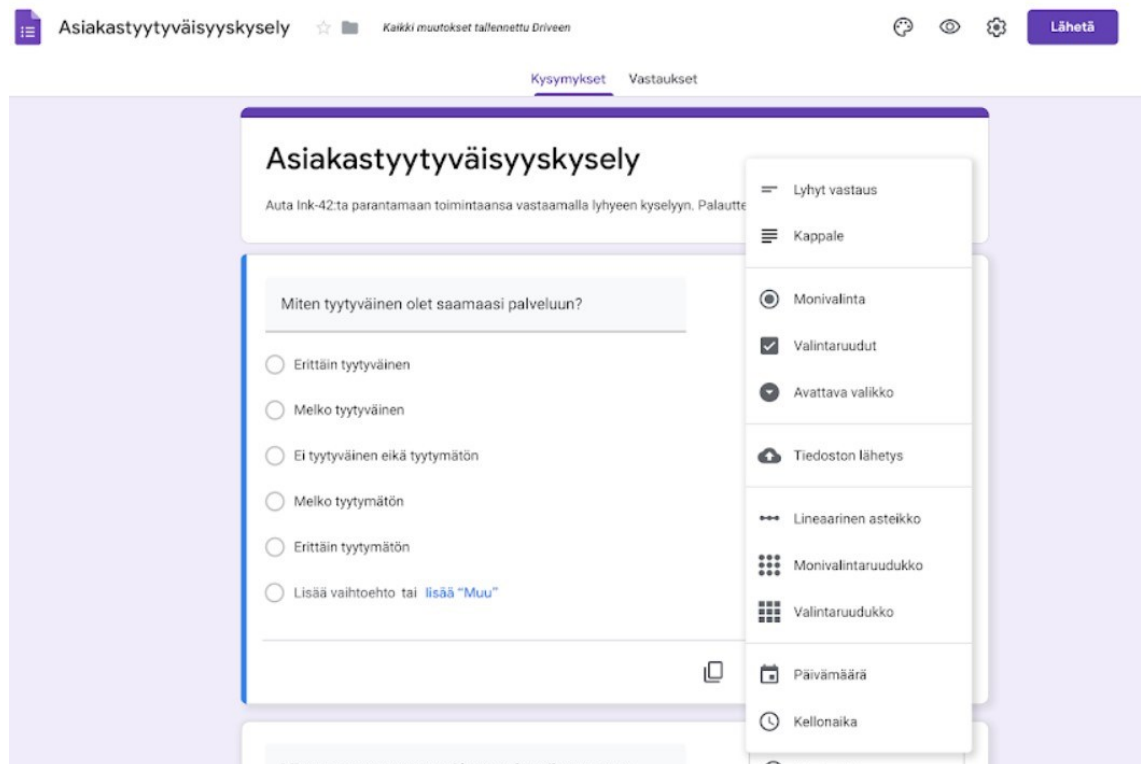 Asiakastyytyväisyyskysely
Kaikki muutokset tallennettu Driveen
Lähetä
Kysymykset Vastaukset
Asiakastyytyväisyyskysely
Auta Ink-42:ta parantamaan toimintaansa vastaamalla lyhyeen kyselyyn.
Miten tyytyväinen olet saamaasi palveluun?
Erittäin tyytyväinen
Melko tyytyväinen
Ei tyytyväinen eikä tyytymätön
Melko tyytymätön
Erittäin tyytymätön
Lisää vaihtoehto tai lisää "Muu"
Lyhyt vastaus
Kappale
Monivalinta
Valintaruudut
Avattava valikko
Tiedoston lähetys
Lineaarinen asteikko
Monivalintaruudukko
Valintaruudukko
Päivämäärä
Kellonaika